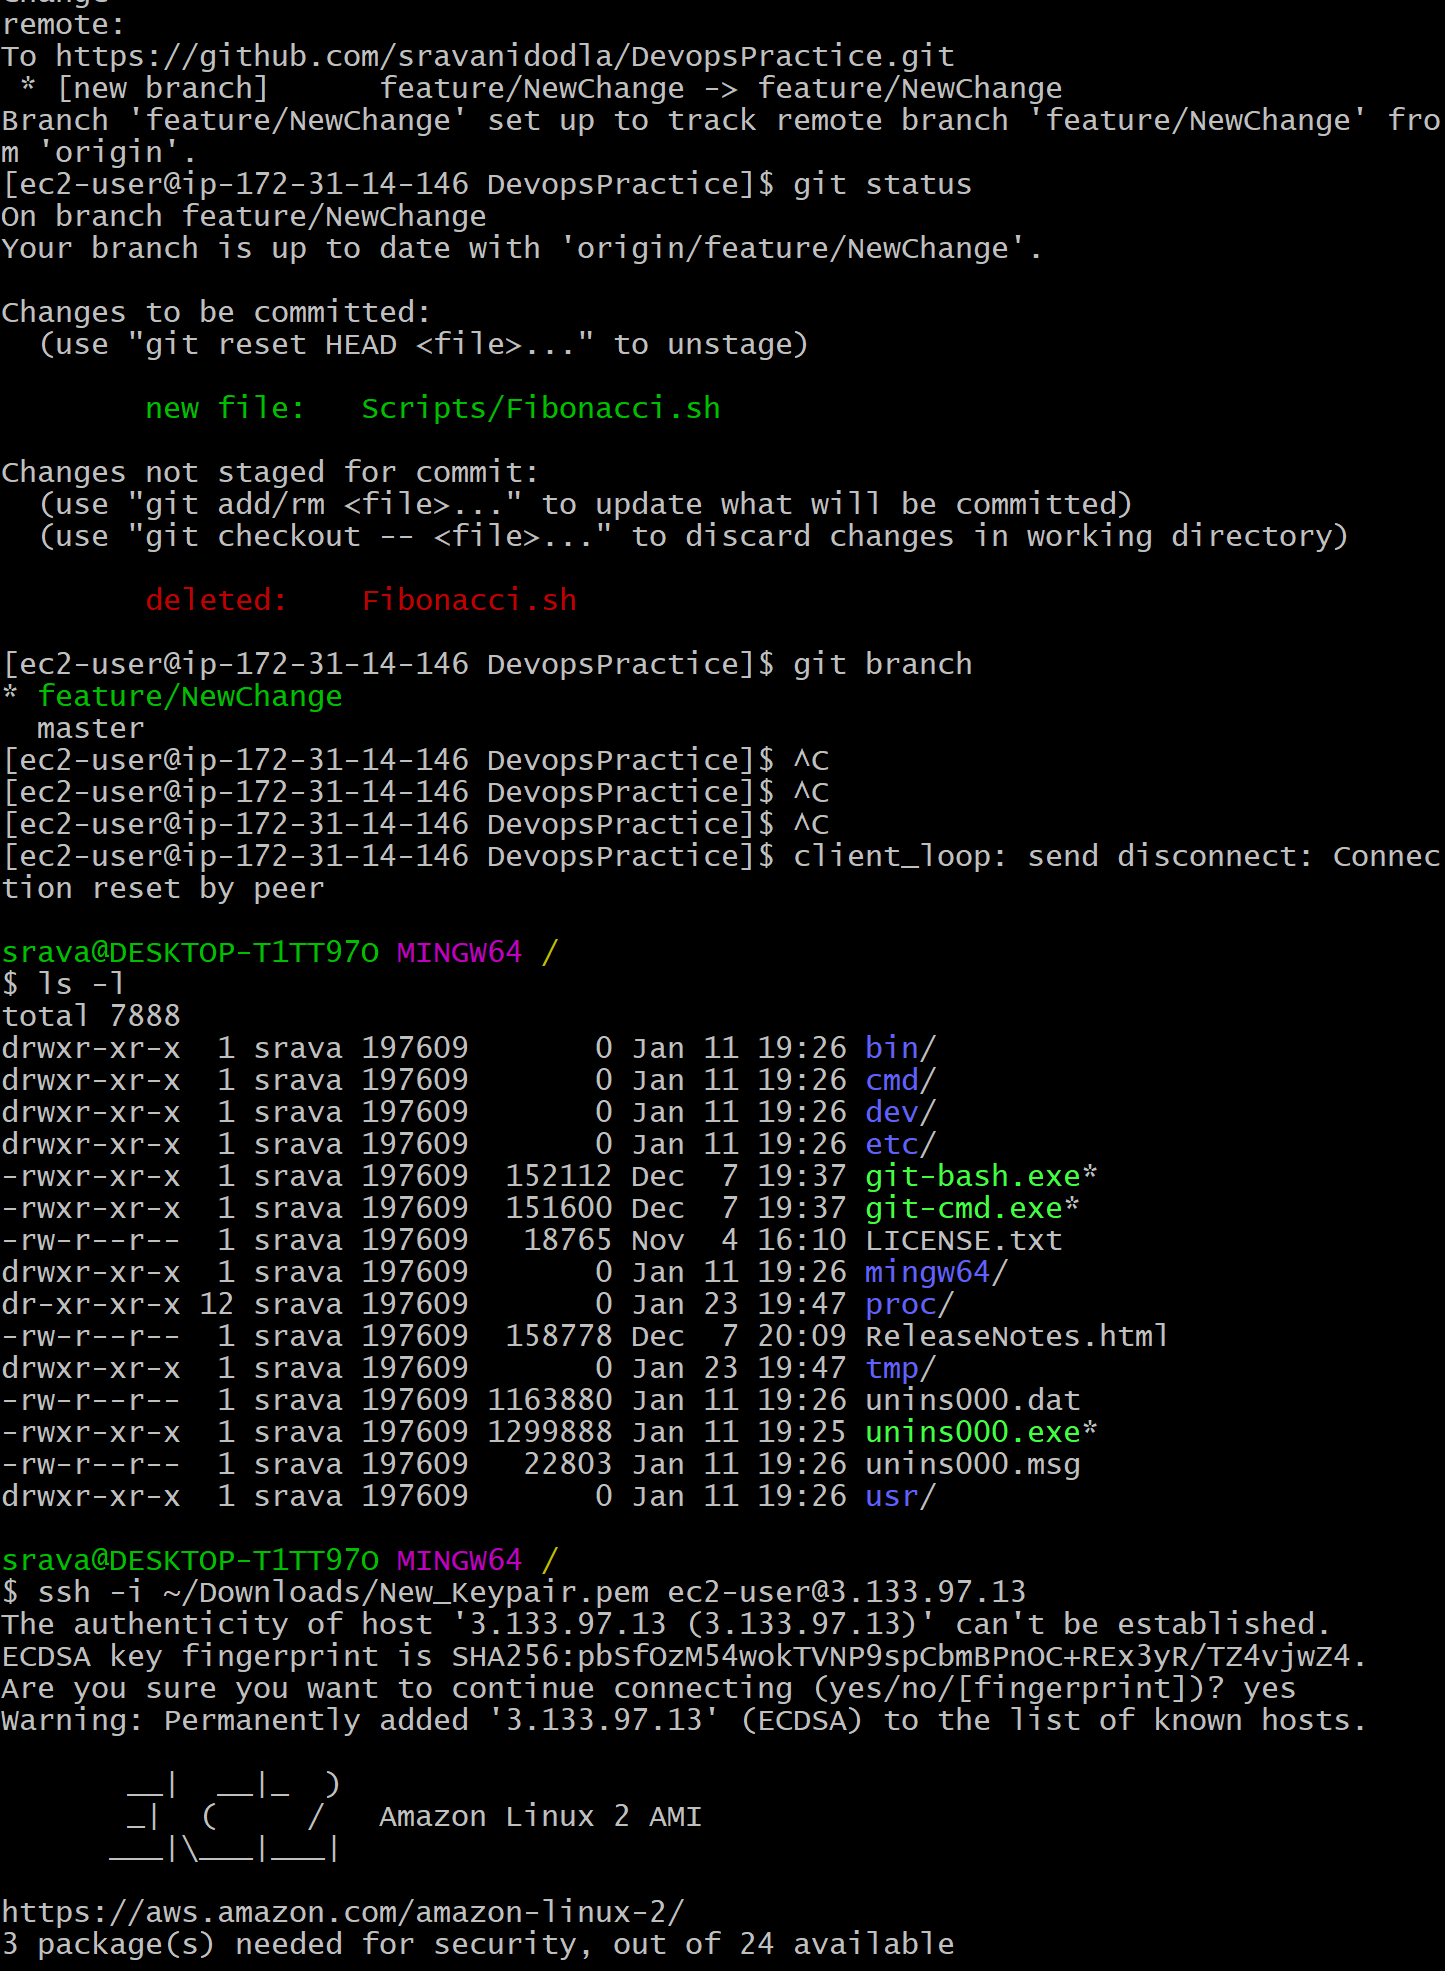 remote:
To https://github.com/sravanidodla/DevopsPractice.git
 * [new branch]      feature/NewChange -> feature/NewChange
Branch 'feature/NewChange' set up to track remote branch 'feature/NewChange' fro
m 'origin'.
[ec2-user@ip-172-31-14-146 DevopsPractice]$ git status
On branch feature/NewChange
Your branch is up to date with 'origin/feature/NewChange'.

Changes to be committed:
  (use "git reset HEAD <file>..." to unstage)

        new file:   Scripts/Fibonacci.sh

Changes not staged for commit:
  (use "git add/rm <file>..." to update what will be committed)
  (use "git checkout -- <file>..." to discard changes in working directory)

        deleted:    Fibonacci.sh

[ec2-user@ip-172-31-14-146 DevopsPractice]$ git branch
* feature/NewChange
  master
[ec2-user@ip-172-31-14-146 DevopsPractice]$ ^C
[ec2-user@ip-172-31-14-146 DevopsPractice]$ ^C
[ec2-user@ip-172-31-14-146 DevopsPractice]$ ^C
[ec2-user@ip-172-31-14-146 DevopsPractice]$ client_loop: send disconnect: Connec
tion reset by peer

srava@DESKTOP-T1TT97O MINGW64 /
$ ls -l
total 7888
drwxr-xr-x  1 srava 197609       0 Jan 11 19:26 bin/
drwxr-xr-x  1 srava 197609       0 Jan 11 19:26 cmd/
drwxr-xr-x  1 srava 197609       0 Jan 11 19:26 dev/
drwxr-xr-x  1 srava 197609       0 Jan 11 19:26 etc/
-rwxr-xr-x  1 srava 197609  152112 Dec  7 19:37 git-bash.exe*
-rwxr-xr-x  1 srava 197609  151600 Dec  7 19:37 git-cmd.exe*
-rw-r--r--  1 srava 197609   18765 Nov  4 16:10 LICENSE.txt
drwxr-xr-x  1 srava 197609       0 Jan 11 19:26 mingw64/
dr-xr-xr-x 12 srava 197609       0 Jan 23 19:47 proc/
-rw-r--r--  1 srava 197609  158778 Dec  7 20:09 ReleaseNotes.html
drwxr-xr-x  1 srava 197609       0 Jan 23 19:47 tmp/
-rw-r--r--  1 srava 197609 1163880 Jan 11 19:26 unins000.dat
-rwxr-xr-x  1 srava 197609 1299888 Jan 11 19:25 unins000.exe*
-rw-r--r--  1 srava 197609   22803 Jan 11 19:26 unins000.msg
drwxr-xr-x  1 srava 197609       0 Jan 11 19:26 usr/

srava@DESKTOP-T1TT97O MINGW64 /
$ ssh -i ~/Downloads/New_Keypair.pem ec2-user@3.133.97.13
The authenticity of host '3.133.97.13 (3.133.97.13)' can't be established.
ECDSA key fingerprint is SHA256:pbSfOzM54wokTVNP9spCbmBPnOC+REx3yR/TZ4vjwZ4.
Are you sure you want to continue connecting (yes/no/[fingerprint])? yes
Warning: Permanently added '3.133.97.13' (ECDSA) to the list of known hosts.

       __|  __|_  )
       _|  (     /   Amazon Linux 2 AMI
      ___|\___|___|

https://aws.amazon.com/amazon-linux-2/
3 package(s) needed for security, out of 24 available